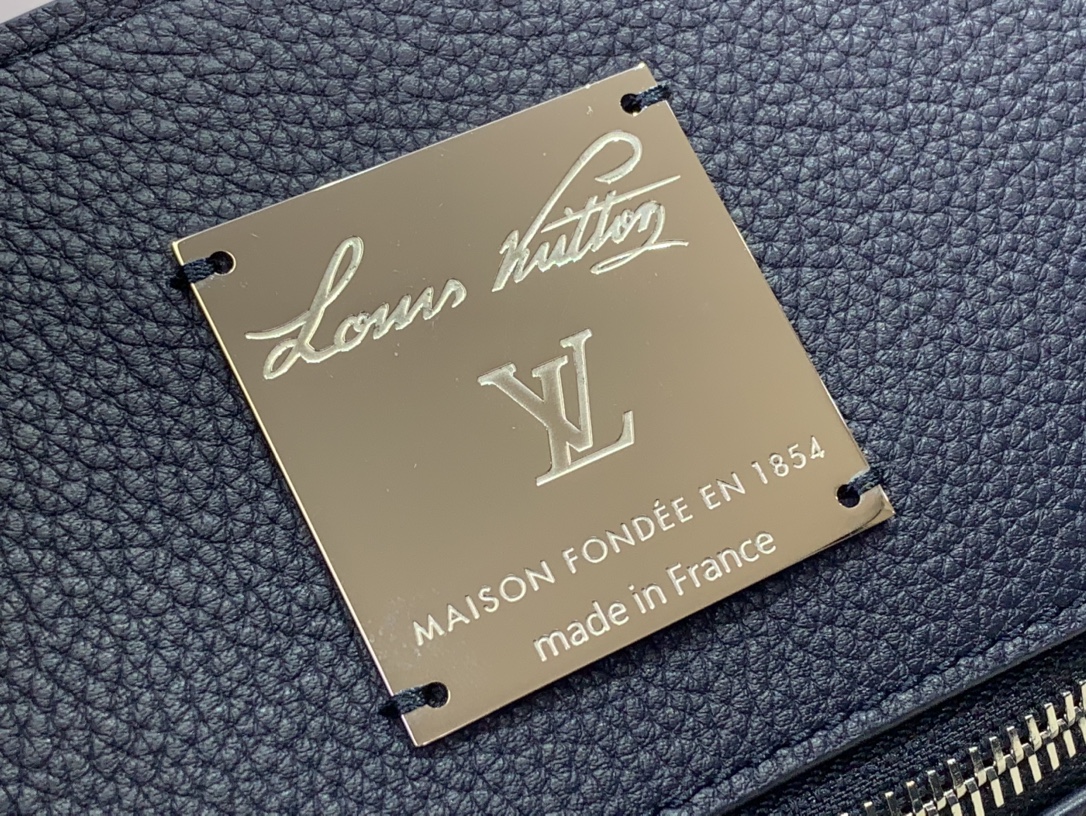 Louis Vuitton
LV
MAISON FONDÉE EN 1854
made in France